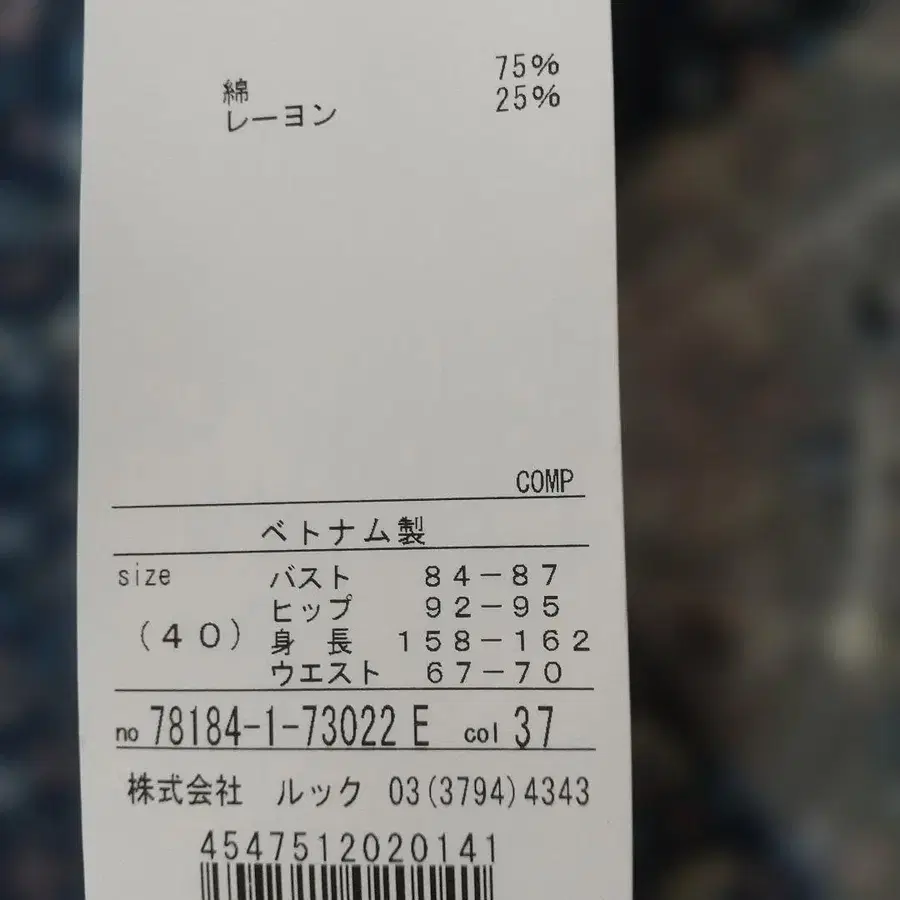 綿 75%
レーヨン 25%
COMP
ベトナム製
size バスト 84-87
ヒップ 92-95
(40) 身長 158-162
ウエスト 67-70
no 78184-1-73022 E col 37
株式会社 ルック 03(3794)4343
4547512020141